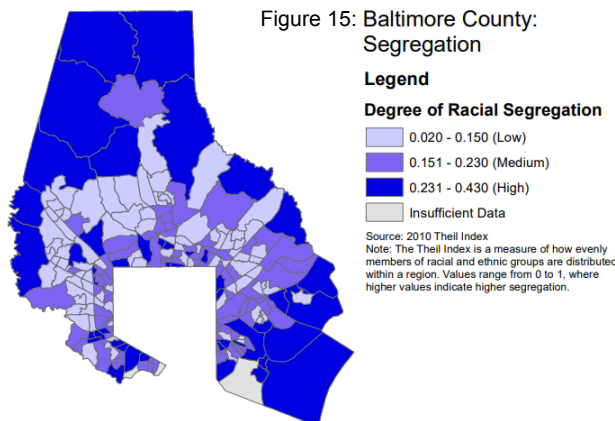 Figure 15: Baltimore County:
Segregation
Legend
Degree of Racial Segregation
0.020 - 0.150 (Low)
0.151 - 0.230 (Medium)
0.231 - 0.430 (High)
Insufficient Data
Source: 2010 Theil Index
Note: The Theil Index is a measure of how evenly
members of racial and ethnic groups are distributed
within a region. Values range from 0 to 1, where
higher values indicate higher segregation.